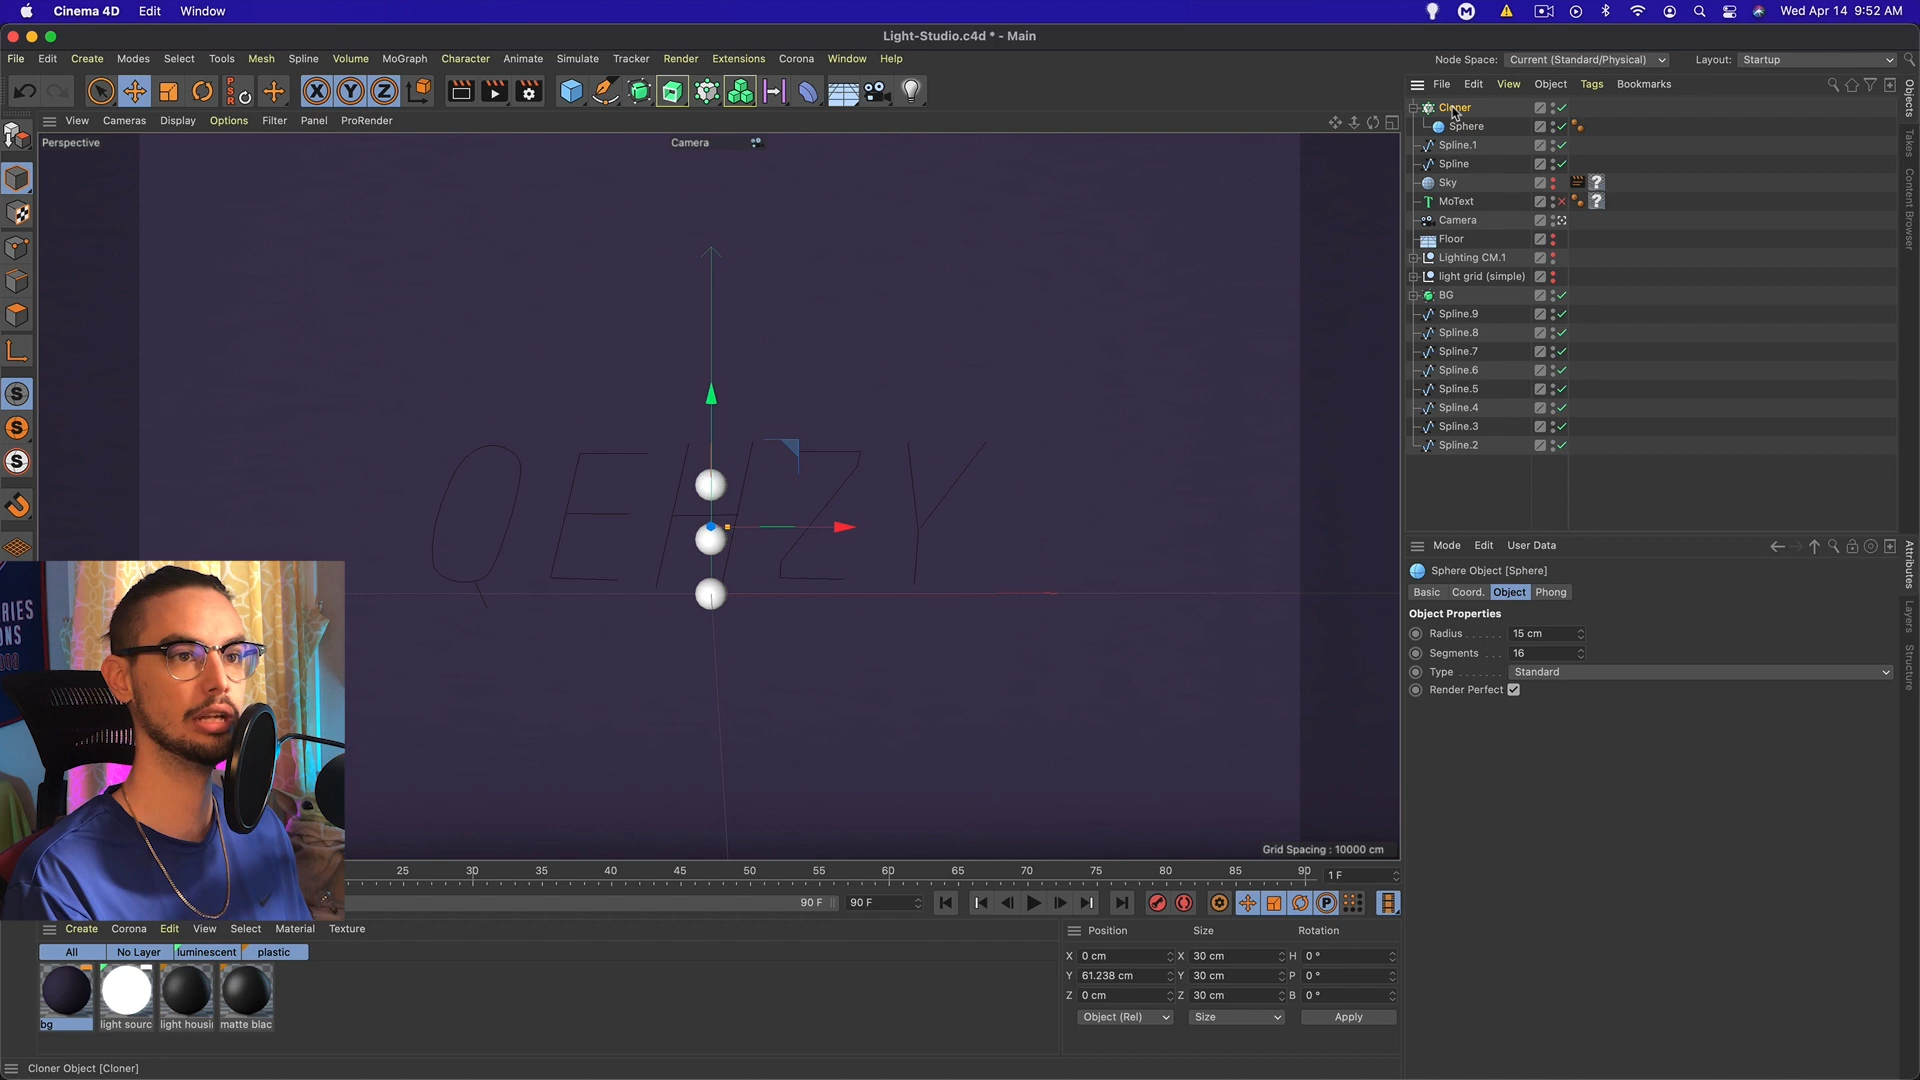 Cinema 4D Edit Window Wed Apr 14 9:52 AM
Light-Studio.c4d * - Main
File Edit Create Modes Select Tools Mesh Spline Volume MoGraph Character Animate Simulate Tracker Render Extensions Corona Window Help Node Space: Current (Standard/Physical) Layout: Startup
File Edit View Object Tags Bookmarks
View Cameras Display Options Filter Panel ProRender
Perspective Camera
Cloner
Sphere
Spline.1
Spline
Sky
MoText
Camera
Floor
Lighting CM.1
light grid (simple)
BG
Spline.9
Spline.8
Spline.7
Spline.6
Spline.5
Spline.4
Spline.3
Spline.2
Objects
Takes
Content Browser
OEHZY
Mode Edit User Data
Sphere Object [Sphere]
Basic Coord. Object Phong
Object Properties
Radius 15 cm
Segments 16
Type Standard
Render Perfect
Attributes
Layers
Structure
Grid Spacing : 10000 cm
25 30 35 40 45 50 55 60 65 70 75 80 85 90 1 F
90 F 90 F
Create Corona Edit View Select Material Texture
All No Layer luminescent plastic
bg light sourc light housi matte blac
Position Size Rotation
X 0 cm X 30 cm H 0 °
Y 61.238 cm Y 30 cm P 0 °
Z 0 cm Z 30 cm B 0 °
Object (Rel) Size Apply
Cloner Object [Cloner]